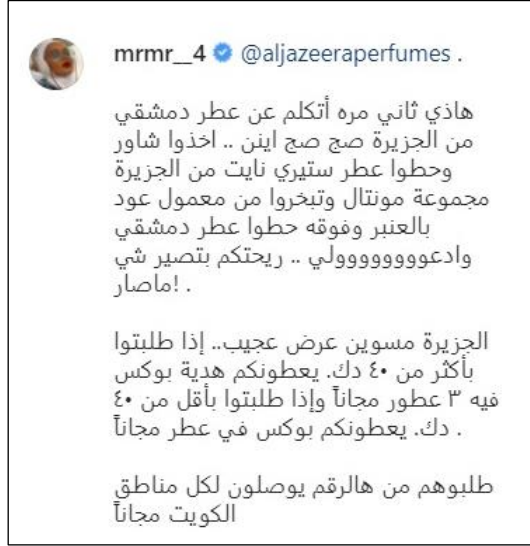 mrmr__4 @aljazeeraperfumes .
هاذي ثاني مره أتكلم عن عطر دمشقي
من الجزيرة صج صج اينن .. اخذوا شاور
وحطوا عطر ستيري نايت من الجزيرة
مجموعة مونتال وتبخروا من معمول عود
بالعنبر وفوقه حطوا عطر دمشقي
وادعوووووووولي .. ريحتكم بتصير شي
ماصار! .
الجزيرة مسوين عرض عجيب.. إذا طلبتوا
بأكثر من ٤٠ دك. يعطونكم هدية بوكس
فيه ٣ عطور مجاناً وإذا طلبتوا بأقل من ٤٠
دك. يعطونكم بوكس في عطر مجاناً .
طلبوهم من هالرقم يوصلون لكل مناطق
الكويت مجاناً